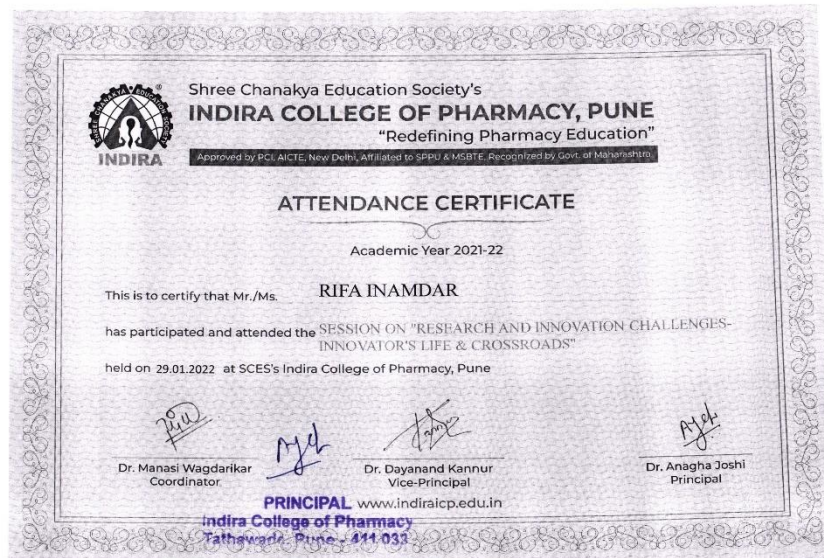 SHREE CHANAKYA EDUCATION SOCIETY
®
INDIRA
Shree Chanakya Education Society's
INDIRA COLLEGE OF PHARMACY, PUNE
"Redefining Pharmacy Education"
Approved by PCI, AICTE, New Delhi, Affiliated to SPPU & MSBTE, Recognized by Govt. of Maharashtra.
ATTENDANCE CERTIFICATE
Academic Year 2021-22
This is to certify that Mr./Ms. RIFA INAMDAR
has participated and attended the SESSION ON "RESEARCH AND INNOVATION CHALLENGES-
INNOVATOR'S LIFE & CROSSROADS"
held on 29.01.2022 at SCES's Indira College of Pharmacy, Pune
Dr. Manasi Wagdarikar
Coordinator
Dr. Dayanand Kannur
Vice-Principal
Dr. Anagha Joshi
Principal
PRINCIPAL www.indiraicp.edu.in
Indira College of Pharmacy
Tathawade, Pune - 411 033